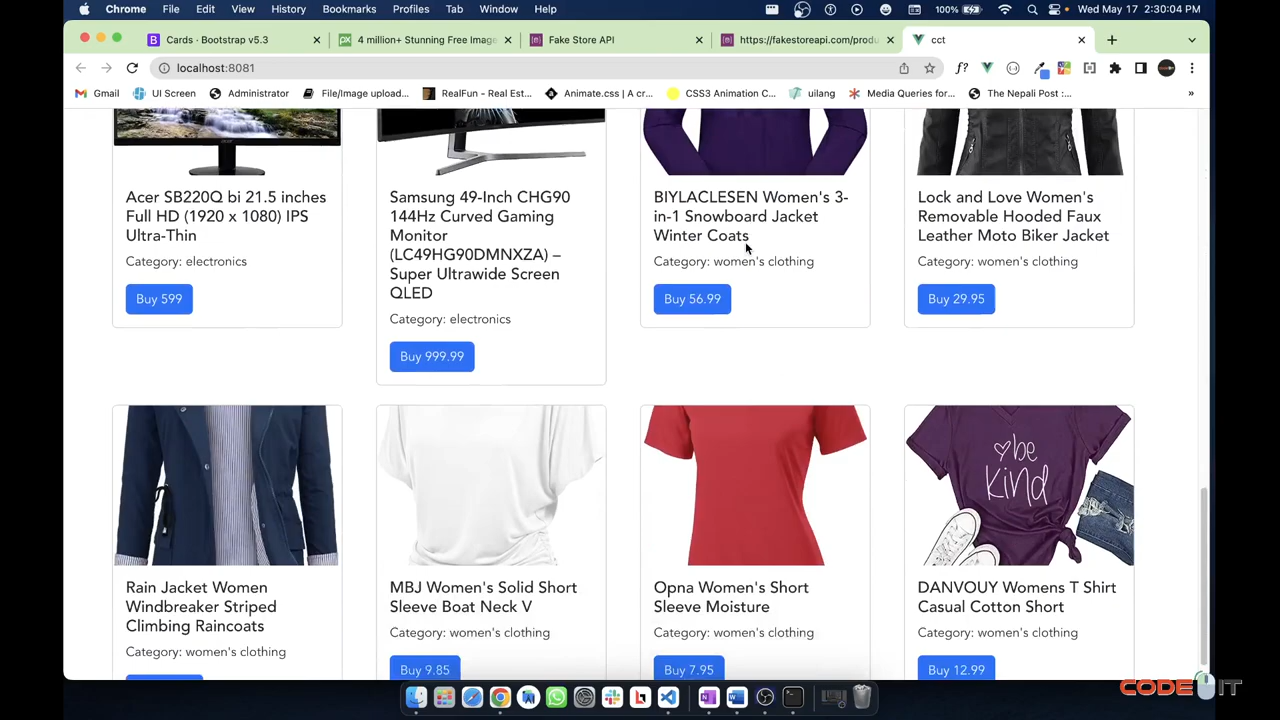 Chrome File Edit View History Bookmarks Profiles Tab Window Help 100% Wed May 17 2:30:04 PM
Cards · Bootstrap v5.3 4 million+ Stunning Free Image Fake Store API https://fakestoreapi.com/produ cct
localhost:8081
Gmail UI Screen Administrator File/Image upload... RealFun - Real Est... Animate.css | A cr... CSS3 Animation C... uilang Media Queries for... The Nepali Post :... »
Acer SB220Q bi 21.5 inches
Full HD (1920 x 1080) IPS
Ultra-Thin
Category: electronics
Buy 599
Samsung 49-Inch CHG90
144Hz Curved Gaming
Monitor
(LC49HG90DMNXZA) –
Super Ultrawide Screen
QLED
Category: electronics
Buy 999.99
BIYLACLESEN Women's 3-
in-1 Snowboard Jacket
Winter Coats
Category: women's clothing
Buy 56.99
Lock and Love Women's
Removable Hooded Faux
Leather Moto Biker Jacket
Category: women's clothing
Buy 29.95
Rain Jacket Women
Windbreaker Striped
Climbing Raincoats
Category: women's clothing
MBJ Women's Solid Short
Sleeve Boat Neck V
Category: women's clothing
Buy 9.85
Opna Women's Short
Sleeve Moisture
Category: women's clothing
Buy 7.95
be
kind
DANVOUY Womens T Shirt
Casual Cotton Short
Category: women's clothing
Buy 12.99
CODE IT